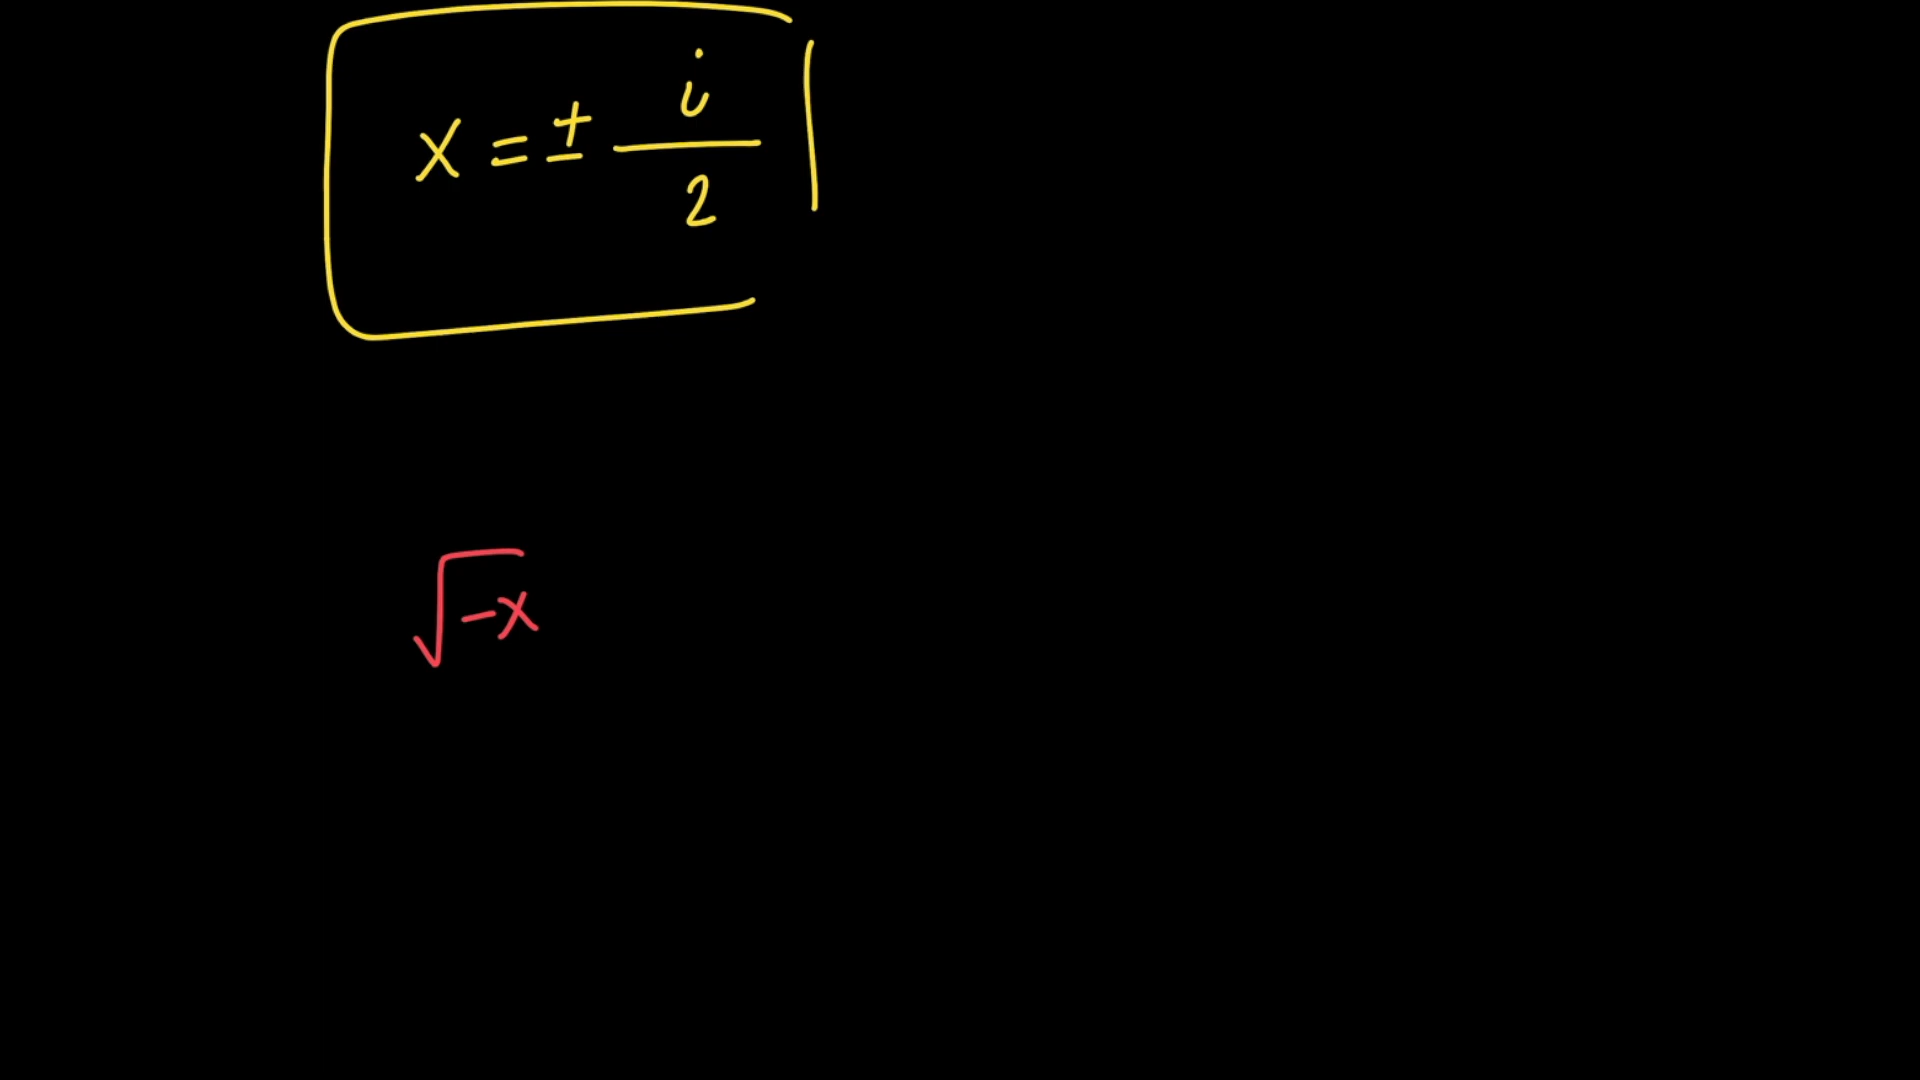 x = ± i/2
√-x